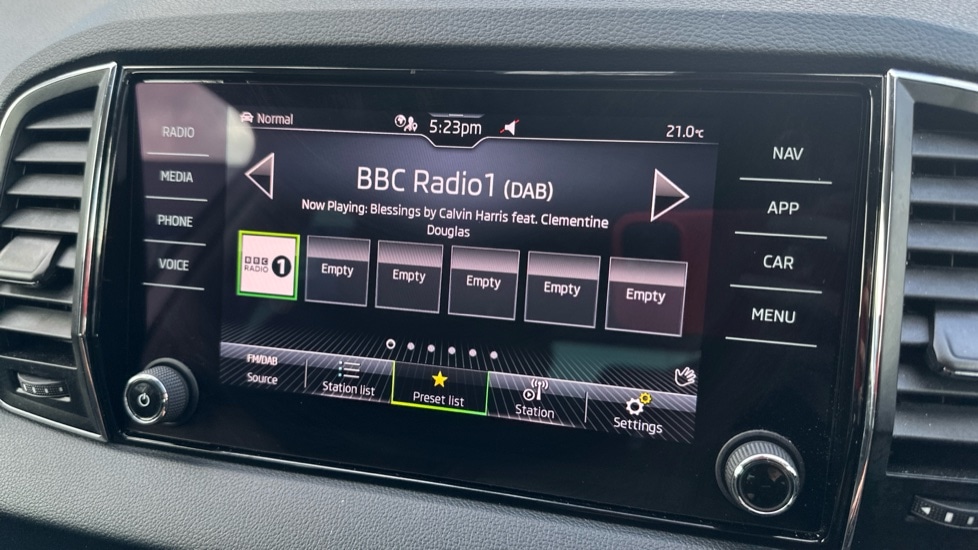 Normal
5:23pm
21.0°c
RADIO
MEDIA
PHONE
VOICE
BBC Radio1 (DAB)
Now Playing: Blessings by Calvin Harris feat. Clementine
Douglas
BBC
RADIO 1
Empty
Empty
Empty
Empty
Empty
FM/DAB
Source
Station list
Preset list
Station
Settings
NAV
APP
CAR
MENU